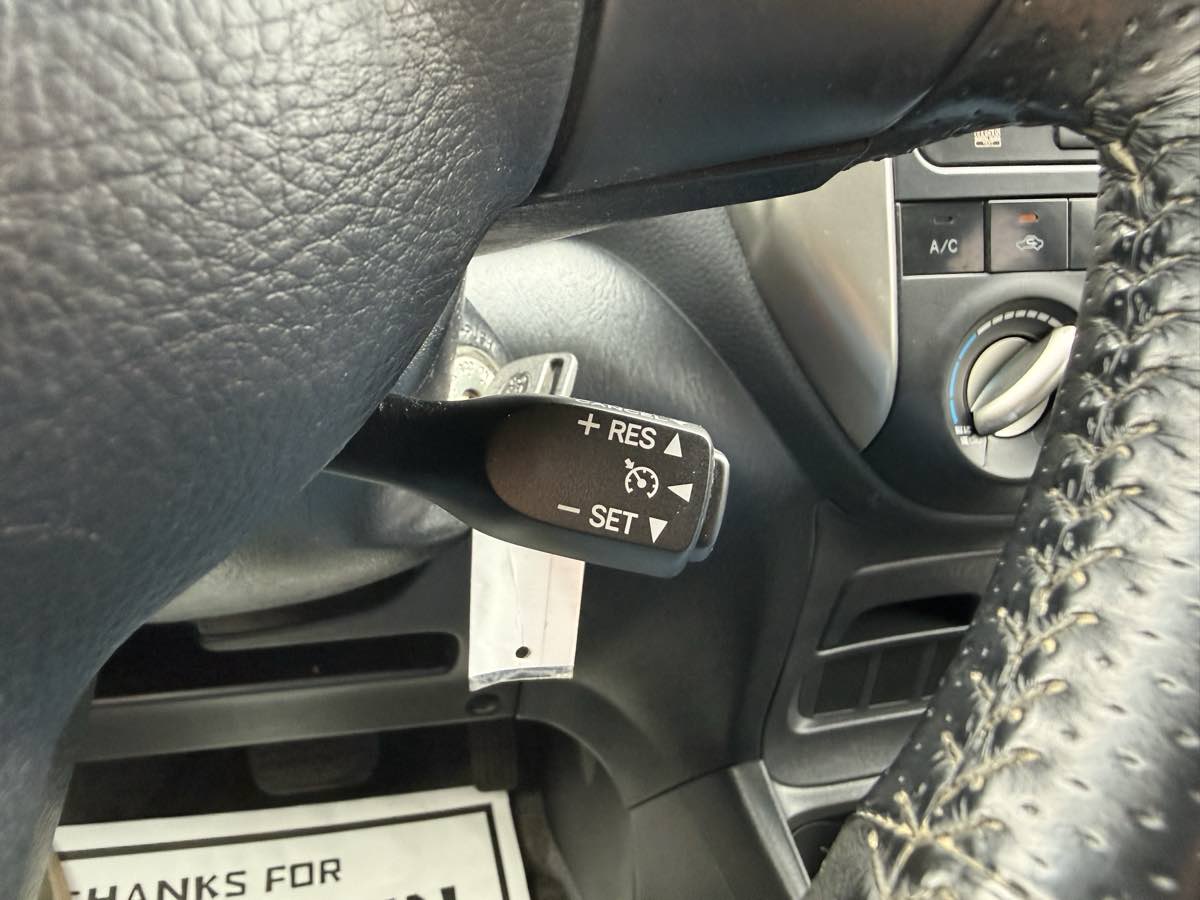 A/C
+ RES ▲
◀
− SET ▼
THANKS FOR